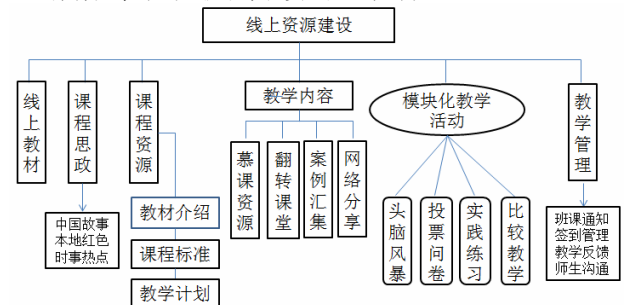 线上资源建设
线上教材
课程思政
课程资源
教学内容
模块化教学
活动
教学管理
慕课资源
翻转课堂
案例汇集
网络分享
头脑风暴
投票问卷
实践练习
比较教学
中国故事
本地红色
时事热点
教材介绍
课程标准
教学计划
班课通知
签到管理
教学反馈
师生沟通